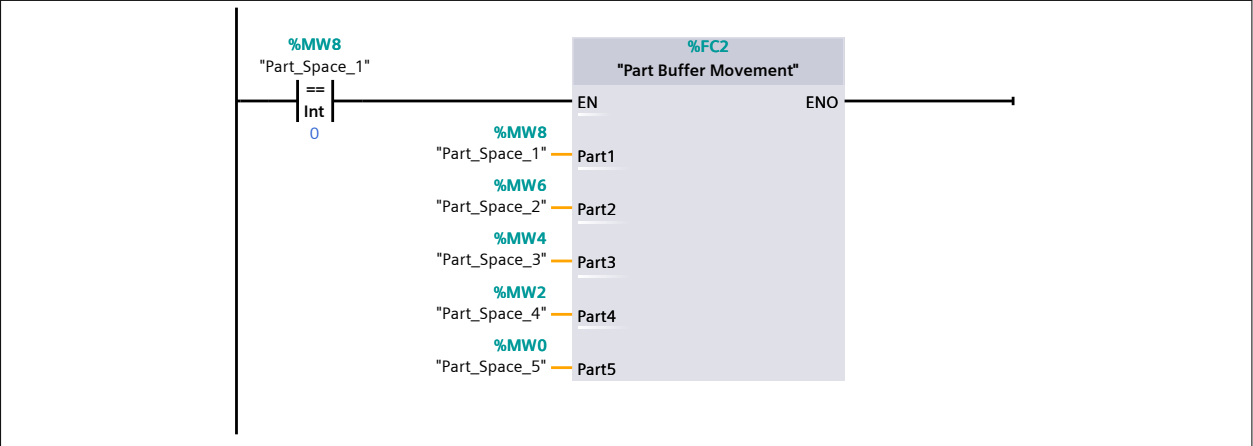 %MW8
"Part_Space_1"
==
Int
0
%FC2
"Part Buffer Movement"
EN
ENO
%MW8
"Part_Space_1"
Part1
%MW6
"Part_Space_2"
Part2
%MW4
"Part_Space_3"
Part3
%MW2
"Part_Space_4"
Part4
%MW0
"Part_Space_5"
Part5